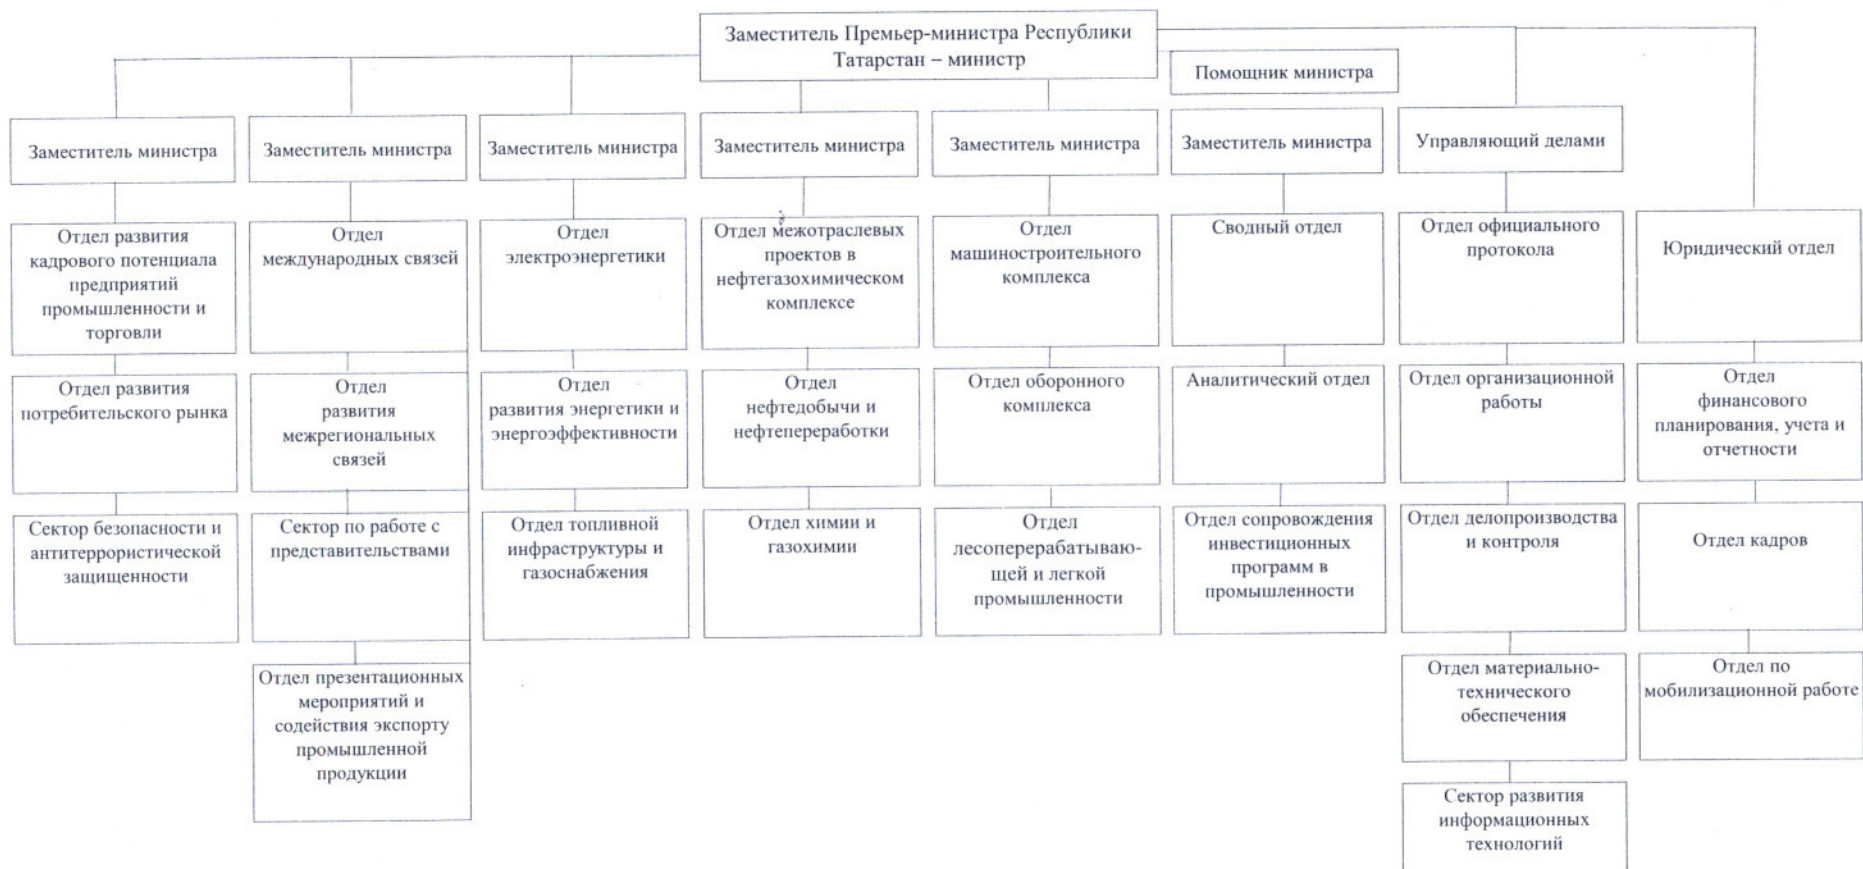 Заместитель Премьер-министра Республики
Татарстан – министр
Помощник министра
Заместитель министра
Заместитель министра
Заместитель министра
Заместитель министра
Заместитель министра
Заместитель министра
Управляющий делами
Отдел развития
кадрового потенциала
предприятий
промышленности и
торговли
Отдел
международных связей
Отдел
электроэнергетики
Отдел межотраслевых
проектов в
нефтегазохимическом
комплексе
Отдел
машиностроительного
комплекса
Сводный отдел
Отдел официального
протокола
Юридический отдел
Отдел развития
потребительского рынка
Отдел
развития
межрегиональных
связей
Отдел
развития энергетики и
энергоэффективности
Отдел
нефтедобычи и
нефтепереработки
Отдел оборонного
комплекса
Аналитический отдел
Отдел организационной
работы
Отдел
финансового
планирования, учета и
отчетности
Сектор безопасности и
антитеррористической
защищенности
Сектор по работе с
представительствами
Отдел топливной
инфраструктуры и
газоснабжения
Отдел химии и
газохимии
Отдел
лесоперерабатываю-
щей и легкой
промышленности
Отдел сопровождения
инвестиционных
программ в
промышленности
Отдел делопроизводства
и контроля
Отдел кадров
Отдел презентационных
мероприятий и
содействия экспорту
промышленной
продукции
Отдел материально-
технического
обеспечения
Отдел по
мобилизационной работе
Сектор развития
информационных
технологий